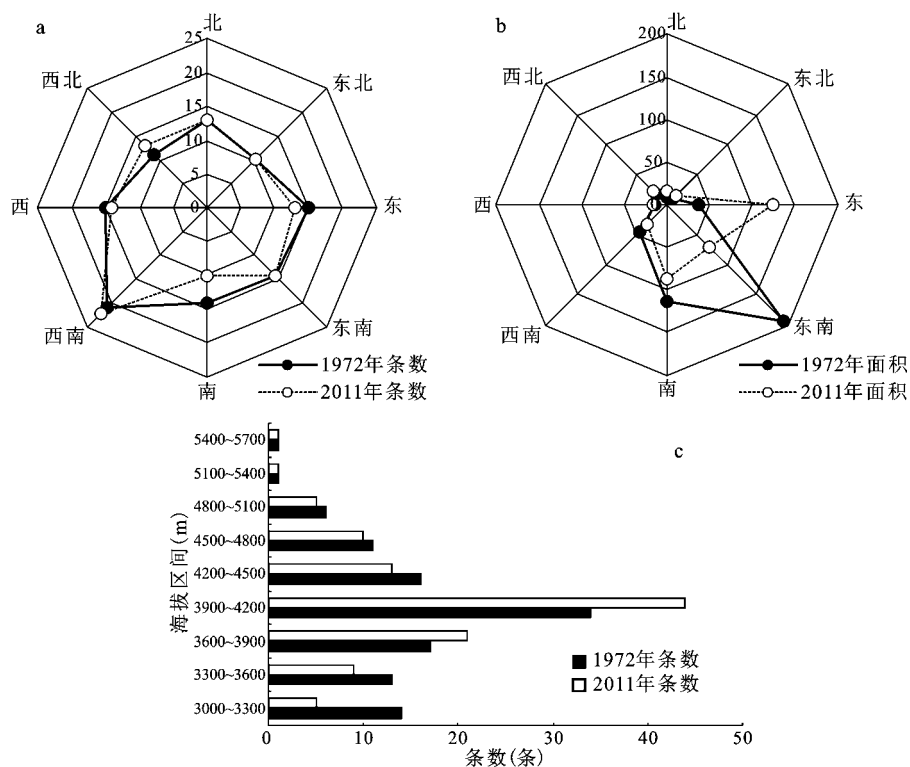 a
北
25
20
15
10
5
0
西北
东北
西
东
西南
东南
南
1972年条数
2011年条数
b
北
200
150
100
50
0
西北
东北
西
东
西南
东南
南
1972年面积
2011年面积
c
海拔区间(m)
5400~5700
5100~5400
4800~5100
4500~4800
4200~4500
3900~4200
3600~3900
3300~3600
3000~3300
1972年条数
2011年条数
0 10 20 30 40 50
条数(条)